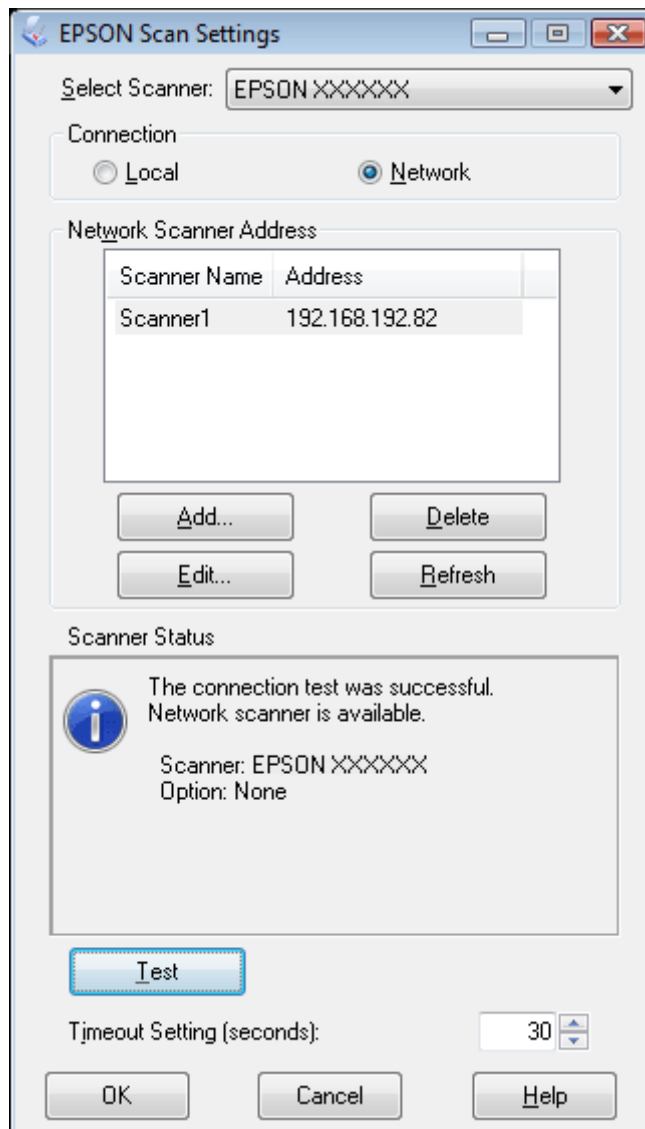 EPSON Scan Settings
Select Scanner: EPSON XXXXXX
Connection
Local Network
Network Scanner Address
Scanner Name Address
Scanner1 192.168.192.82
Add... Delete
Edit... Refresh
Scanner Status
The connection test was successful.
Network scanner is available.
Scanner: EPSON XXXXXX
Option: None
Test
Timeout Setting (seconds): 30
OK Cancel Help